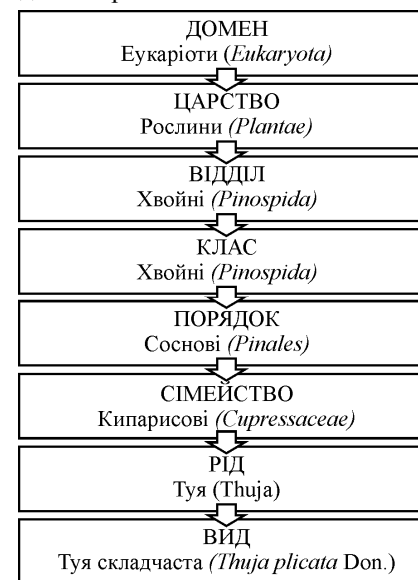 ДОМЕН
Еукаріоти (Eukaryota)
ЦАРСТВО
Рослини (Plantae)
ВІДДІЛ
Хвойні (Pinospida)
КЛАС
Хвойні (Pinospida)
ПОРЯДОК
Соснові (Pinales)
СІМЕЙСТВО
Кипарисові (Cupressaceae)
РІД
Туя (Thuja)
ВИД
Туя складчаста (Thuja plicata Don.)